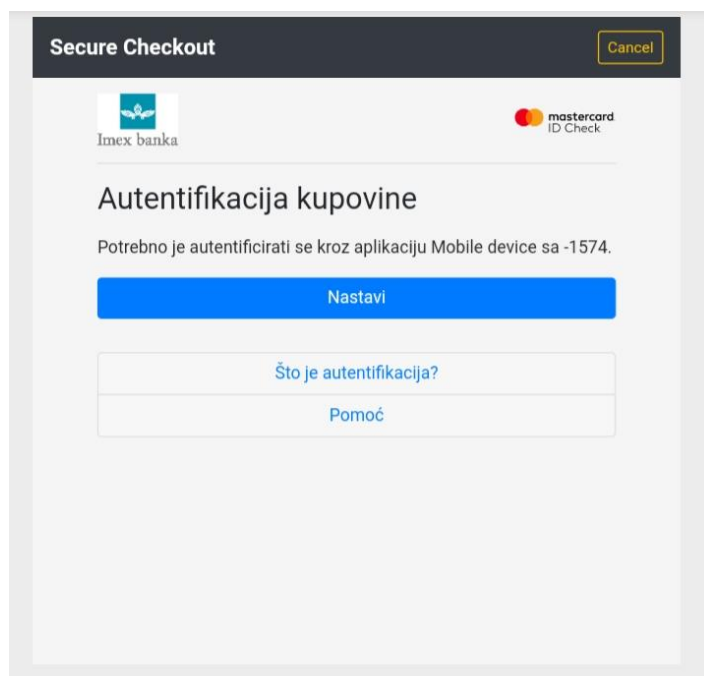 Secure Checkout
Cancel
Imex banka
mastercard
ID Check
Autentifikacija kupovine
Potrebno je autentificirati se kroz aplikaciju Mobile device sa -1574.
Nastavi
Što je autentifikacija?
Pomoć